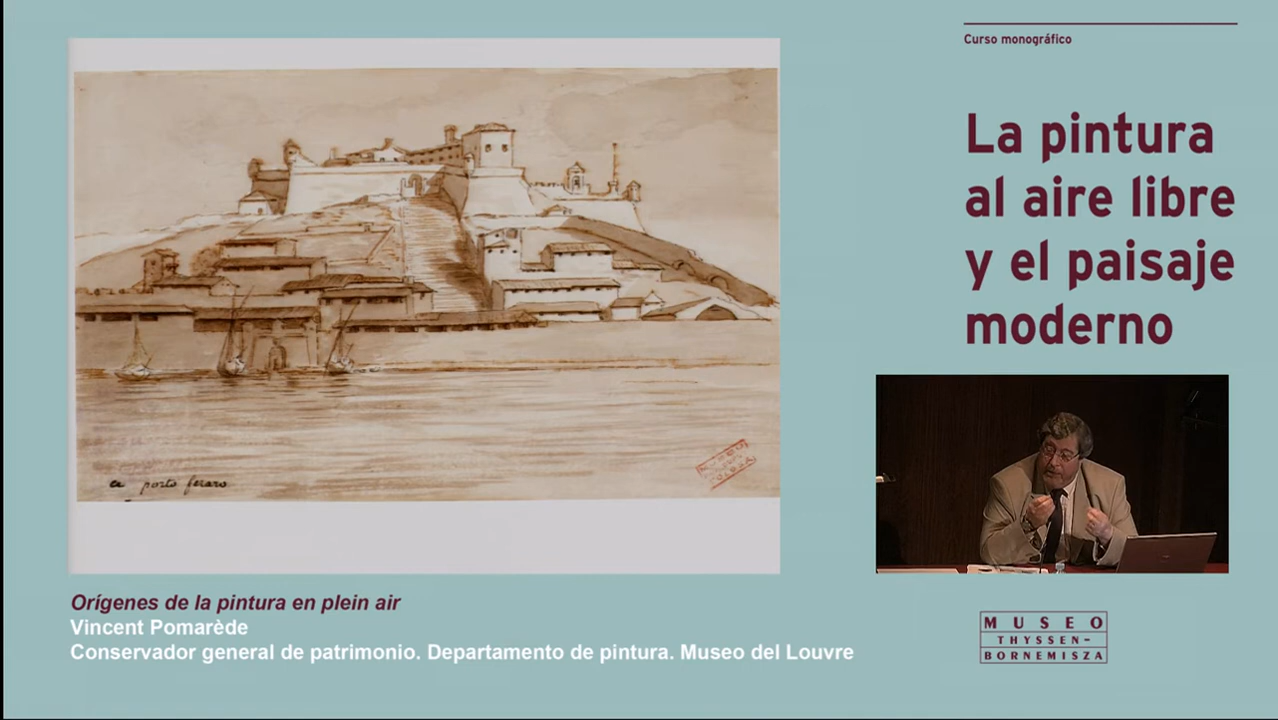 Curso monográfico
La pintura
al aire libre
y el paisaje
moderno
a porto feraro
Orígenes de la pintura en plein air
Vincent Pomarède
Conservador general de patrimonio. Departamento de pintura. Museo del Louvre
MUSEO
THYSSEN-
BORNEMISZA